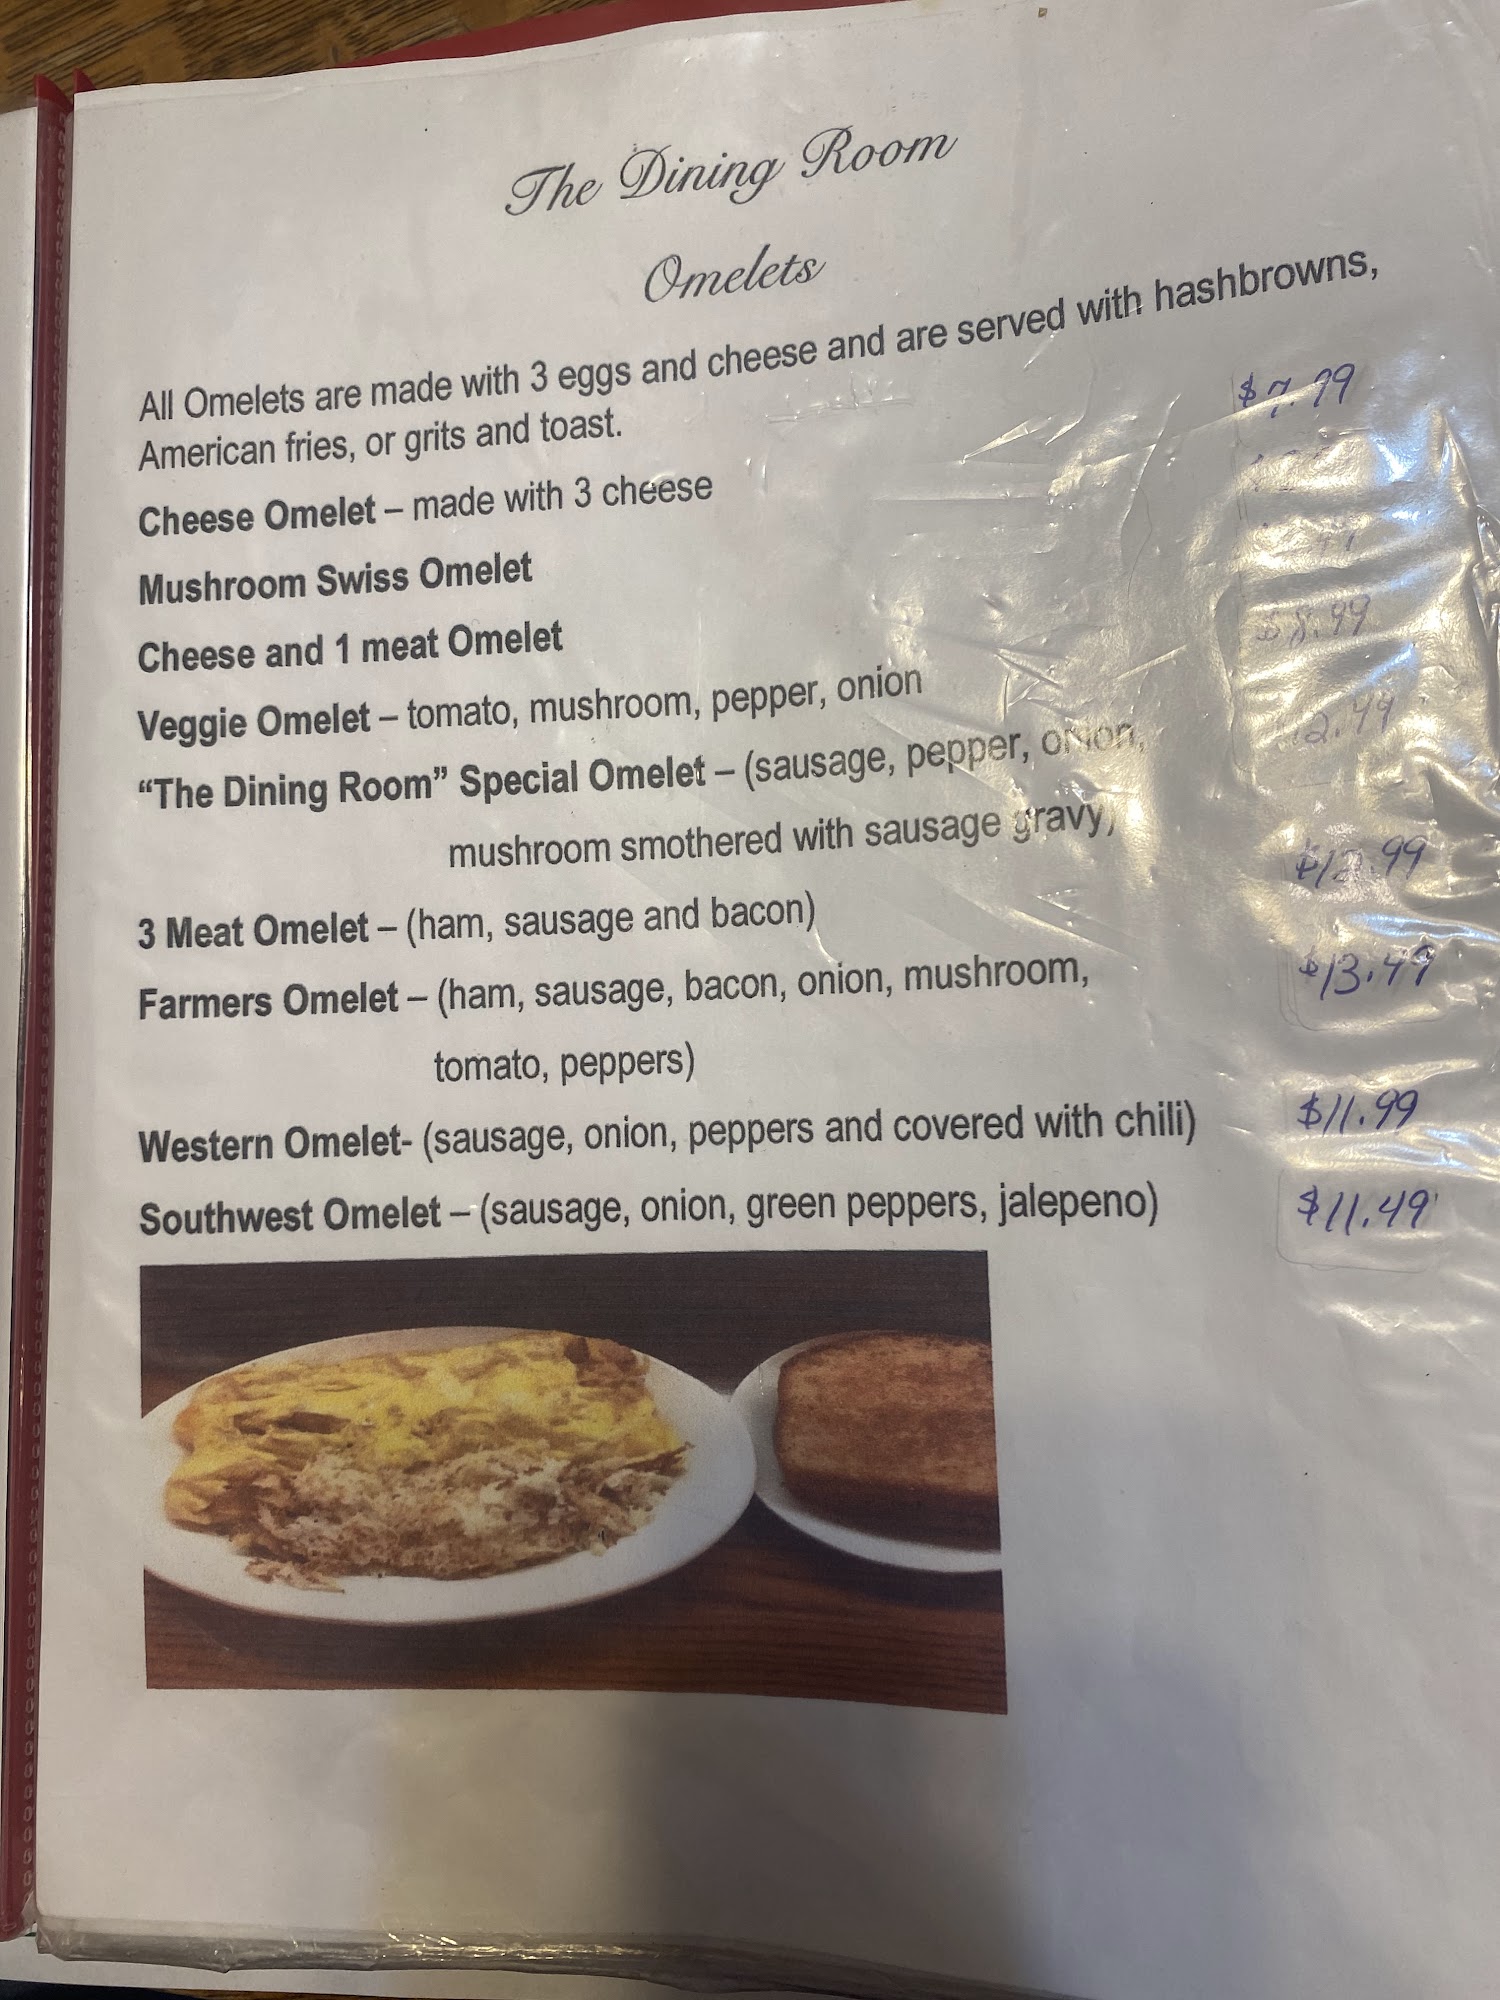 The Dining Room
Omelets
All Omelets are made with 3 eggs and cheese and are served with hashbrowns,
American fries, or grits and toast.
Cheese Omelet – made with 3 cheese $7.99
Mushroom Swiss Omelet
Cheese and 1 meat Omelet
Veggie Omelet – tomato, mushroom, pepper, onion $8.99
“The Dining Room” Special Omelet – (sausage, pepper, onion,
mushroom smothered with sausage gravy)
3 Meat Omelet – (ham, sausage and bacon) $12.99
Farmers Omelet – (ham, sausage, bacon, onion, mushroom, $13.49
tomato, peppers)
Western Omelet- (sausage, onion, peppers and covered with chili) $11.99
Southwest Omelet – (sausage, onion, green peppers, jalepeno) $11.49